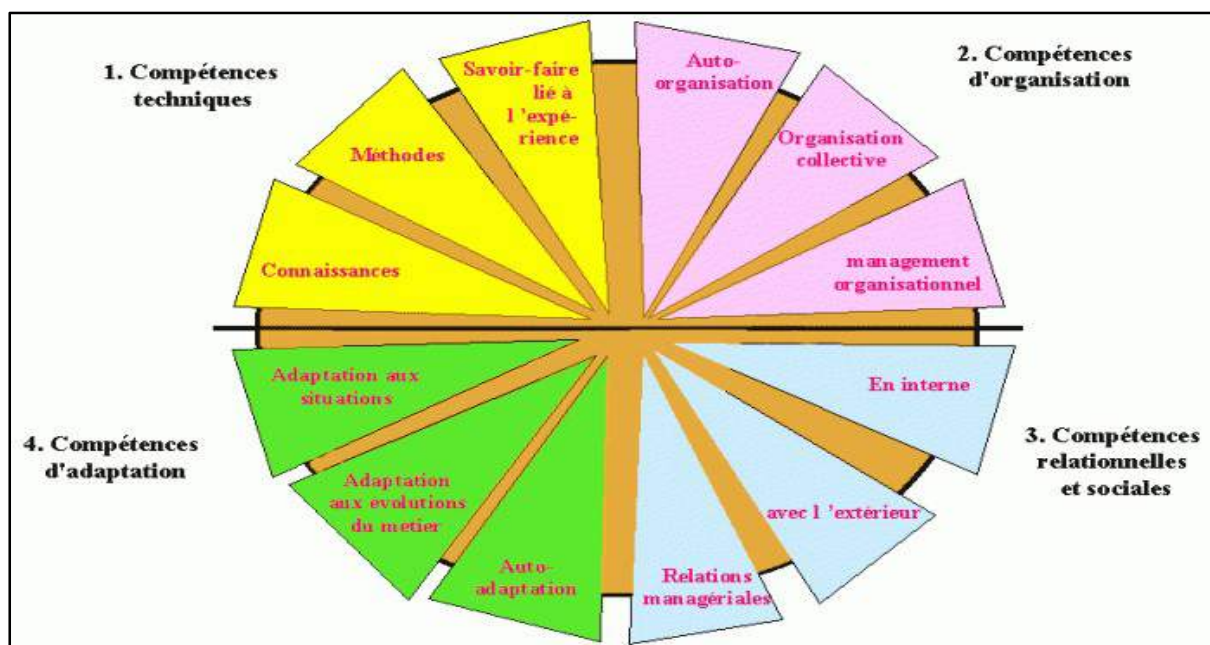 1. Compétences
techniques
Savoir-faire
lié à
l 'expé-
rience
Méthodes
Connaissances
2. Compétences
d'organisation
Auto-
organisation
Organisation
collective
management
organisationnel
3. Compétences
relationnelles
et sociales
En interne
avec l 'extérieur
Relations
managériales
4. Compétences
d'adaptation
Adaptation aux
situations
Adaptation
aux evolutions
du metier
Auto-
adaptation